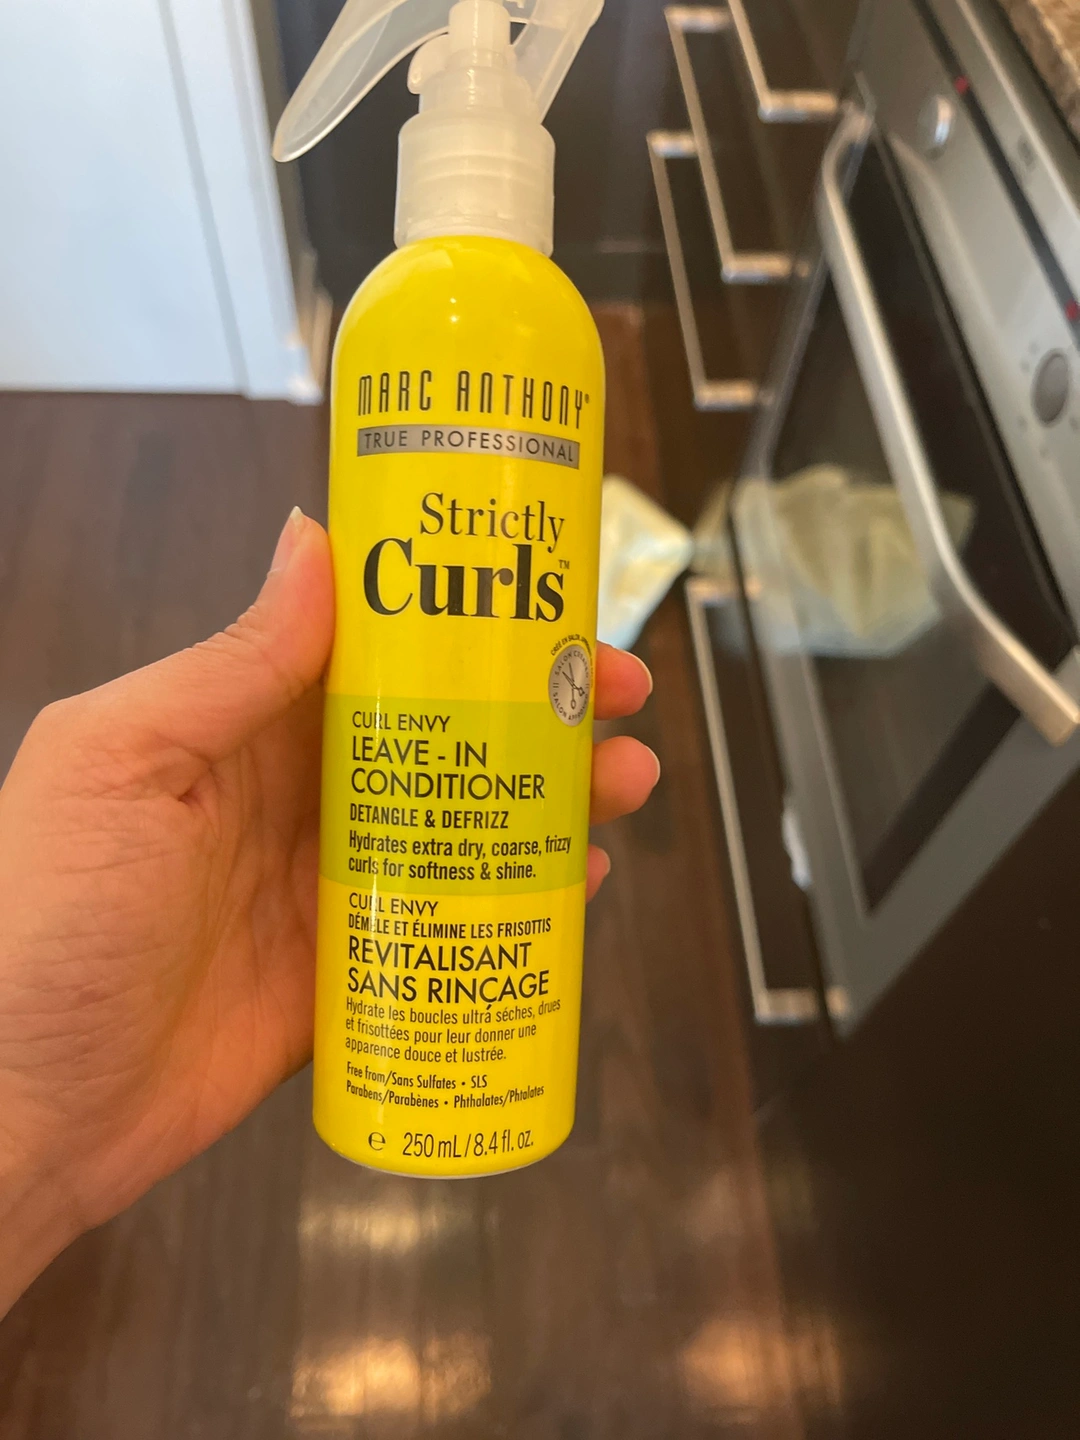 MARC ANTHONY®
TRUE PROFESSIONAL
Strictly
Curls™
SALON
CURL ENVY
LEAVE - IN
CONDITIONER
DETANGLE & DEFRIZZ
Hydrates extra dry, coarse, frizzy
curls for softness & shine.
CURL ENVY
DÉMÊLE ET ÉLIMINE LES FRISOTTIS
REVITALISANT
SANS RINÇAGE
Hydrate les boucles ultra séches, drues
et frisottées pour leur donner une
apparence douce et lustrée.
Free from/Sans Sulfates • SLS
Parabens/Parabènes • Phthalates/Phtalates
℮ 250 mL/8.4 fl. oz.